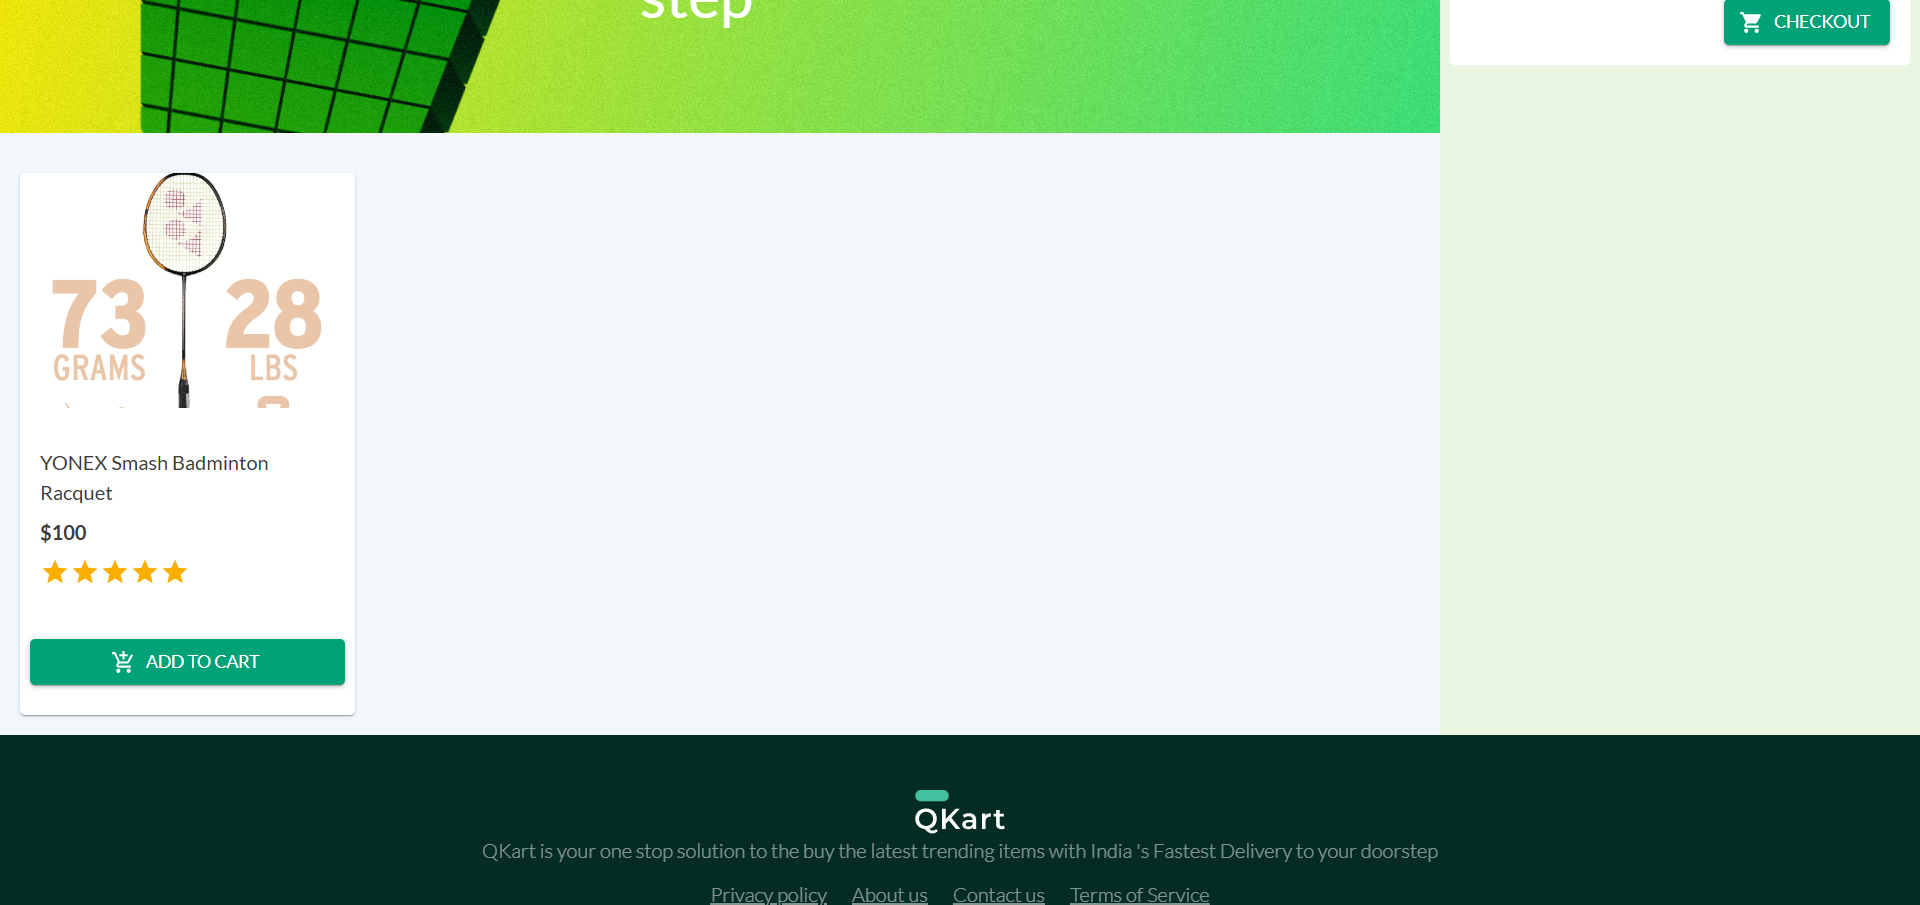 step
CHECKOUT
73
GRAMS
28
LBS
YONEX Smash Badminton
Racquet
$100
ADD TO CART
QKart
QKart is your one stop solution to the buy the latest trending items with India 's Fastest Delivery to your doorstep
Privacy policy About us Contact us Terms of Service